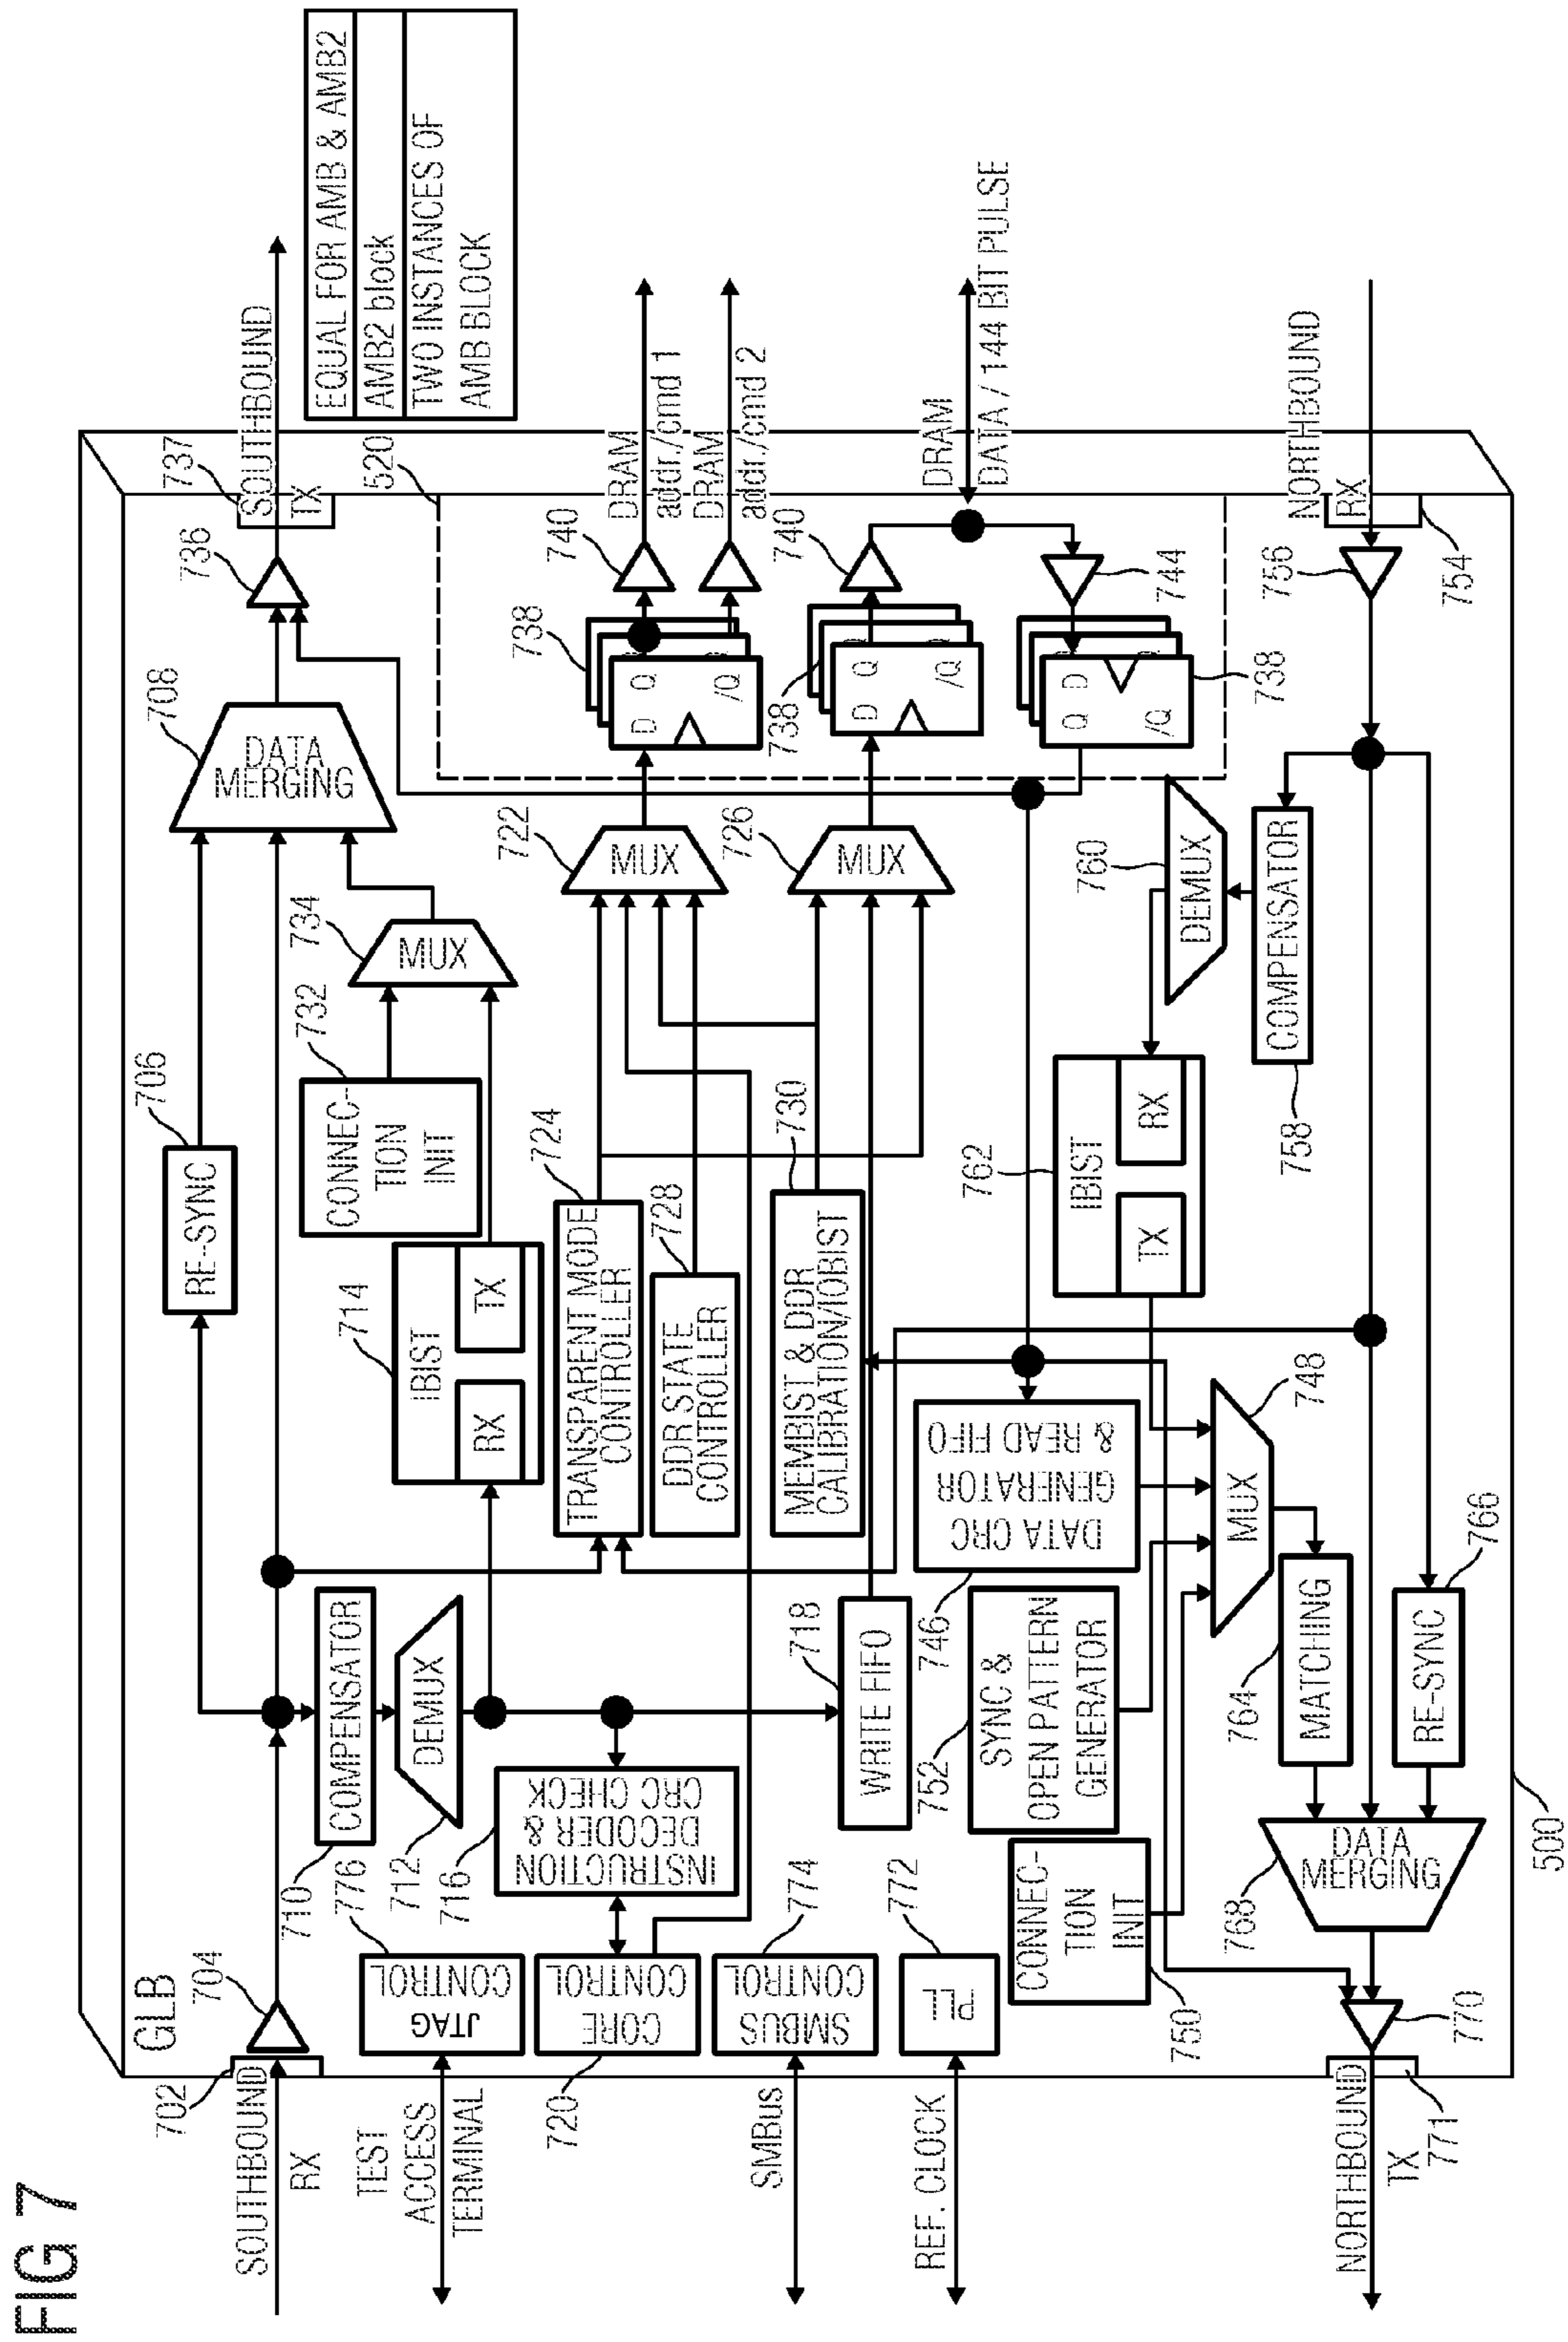 FIG 7
GLB
SOUTHBOUND
RX
702
704
706
RE-SYNC
708
DATA
MERGING
736
737
SOUTHBOUND
TX
EQUAL FOR AMB & AMB2
AMB2 block
TWO INSTANCES OF
AMB BLOCK
710
COMPENSATOR
712
DEMUX
714
IBIST
RX
TX
732
CONNEC-
TION
INIT
734
MUX
520
TEST
ACCESS
TERMINAL
776
JTAG
CONTROL
716
INSTRUCTION
DECODER &
CRC CHECK
720
CORE
CONTROL
724
TRANSPARENT MODE
CONTROLLER
728
DDR STATE
CONTROLLER
722
MUX
738
D
Q
/Q
740
DRAM
addr./cmd 1
DRAM
addr./cmd 2
SMBus
774
SMBUS
CONTROL
718
WRITE FIFO
730
MEMBIST & DDR
CALIBRATION/IOBIST
726
MUX
738
D
Q
/Q
740
DRAM
DATA / 144 BIT PULSE
REF. CLOCK
772
PLL
752
SYNC &
OPEN PATTERN
GENERATOR
746
DATA CRC
GENERATOR
& READ FIFO
762
IBIST
TX
RX
760
DEMUX
738
Q
D
/Q
744
750
CONNEC-
TION
INIT
748
MUX
758
COMPENSATOR
764
MATCHING
766
RE-SYNC
768
DATA
MERGING
770
NORTHBOUND
TX
771
NORTHBOUND
RX
756
754
500